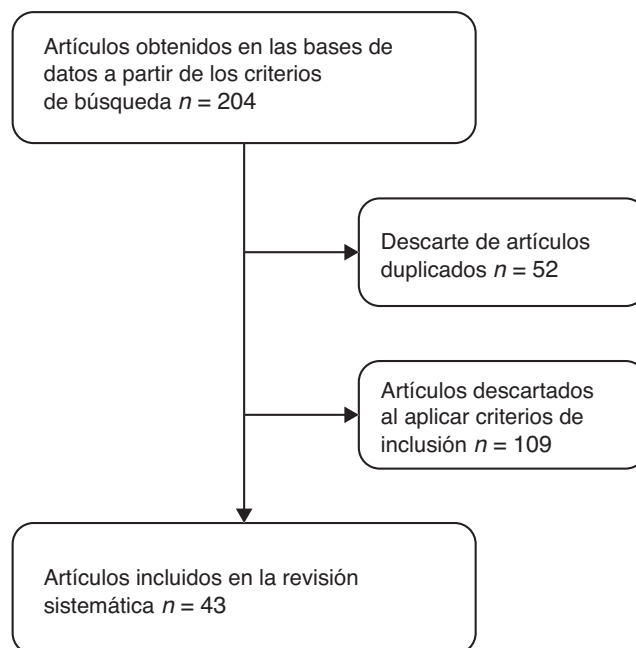 Artículos obtenidos en las bases de
datos a partir de los criterios
de búsqueda n = 204
Descarte de artículos
duplicados n = 52
Artículos descartados
al aplicar criterios de
inclusión n = 109
Artículos incluidos en la revisión
sistemática n = 43